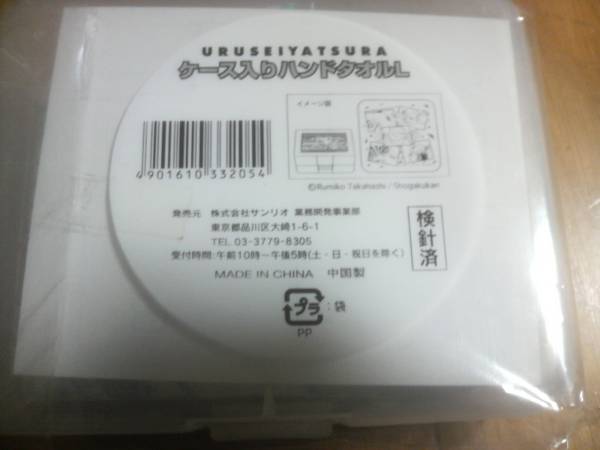 URUSEIYATSURA
ケース入りハンドタオルL
イメージ図
4901610332054
©Rumiko Takahashi / Shogakukan
発売元 株式会社サンリオ 業務開発事業部
東京都品川区大崎1-6-1
TEL.03-3779-8305
受付時間:午前10時ー午後5時(土・日・祝日を除く)
MADE IN CHINA 中国製
検針済
プラ :袋
PP